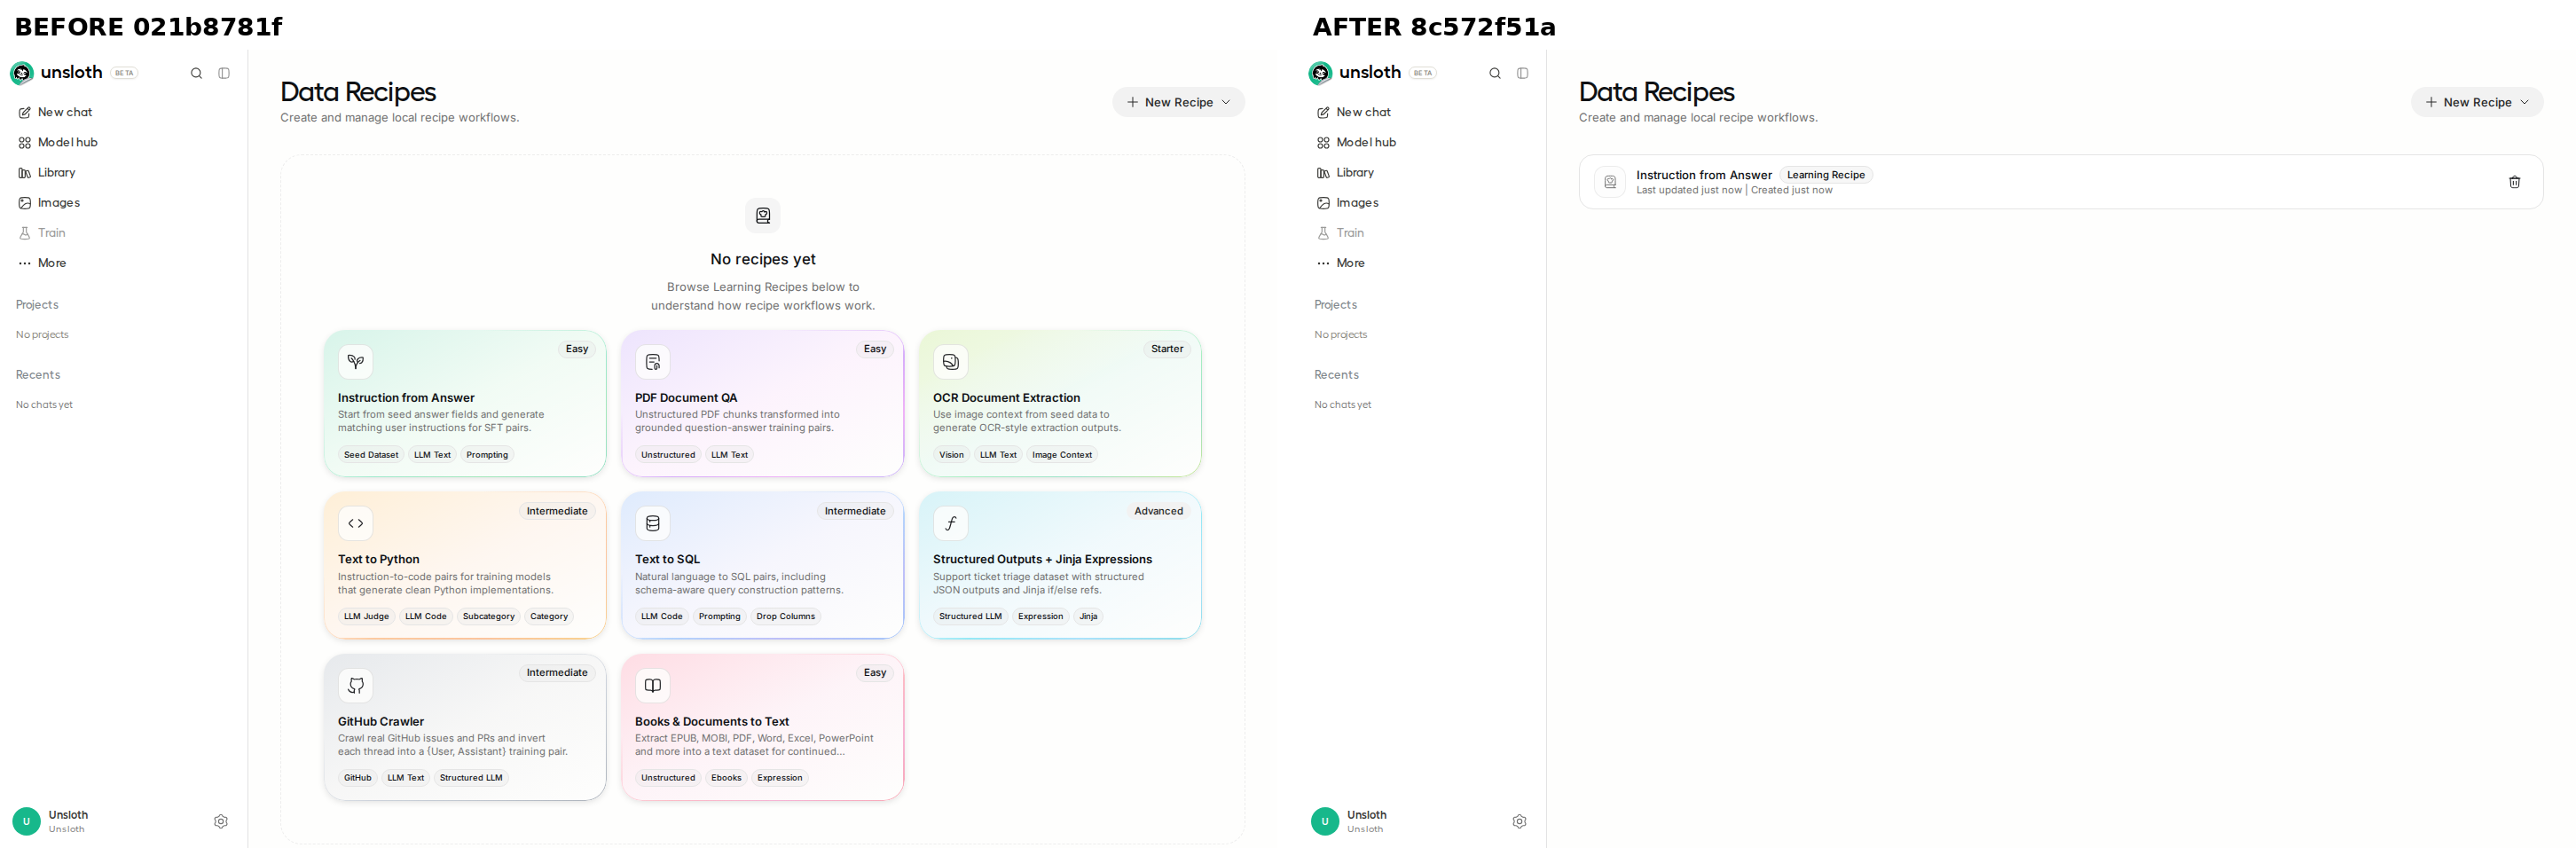 BEFORE 021b8781f
unsloth BETA
New chat
Model hub
Library
Images
Train
More
Projects
No projects
Recents
No chats yet
U
Unsloth
Unsloth
Data Recipes
Create and manage local recipe workflows.
New Recipe
No recipes yet
Browse Learning Recipes below to
understand how recipe workflows work.
Easy
Instruction from Answer
Start from seed answer fields and generate
matching user instructions for SFT pairs.
Seed Dataset LLM Text Prompting
Easy
PDF Document QA
Unstructured PDF chunks transformed into
grounded question-answer training pairs.
Unstructured LLM Text
Starter
OCR Document Extraction
Use image context from seed data to
generate OCR-style extraction outputs.
Vision LLM Text Image Context
Intermediate
Text to Python
Instruction-to-code pairs for training models
that generate clean Python implementations.
LLM Judge LLM Code Subcategory Category
Intermediate
Text to SQL
Natural language to SQL pairs, including
schema-aware query construction patterns.
LLM Code Prompting Drop Columns
Advanced
Structured Outputs + Jinja Expressions
Support ticket triage dataset with structured
JSON outputs and Jinja if/else refs.
Structured LLM Expression Jinja
Intermediate
GitHub Crawler
Crawl real GitHub issues and PRs and invert
each thread into a {User, Assistant} training pair.
GitHub LLM Text Structured LLM
Easy
Books & Documents to Text
Extract EPUB, MOBI, PDF, Word, Excel, PowerPoint
and more into a text dataset for continued...
Unstructured Ebooks Expression
AFTER 8c572f51a
unsloth BETA
New chat
Model hub
Library
Images
Train
More
Projects
No projects
Recents
No chats yet
U
Unsloth
Unsloth
Data Recipes
Create and manage local recipe workflows.
New Recipe
Instruction from Answer Learning Recipe
Last updated just now | Created just now